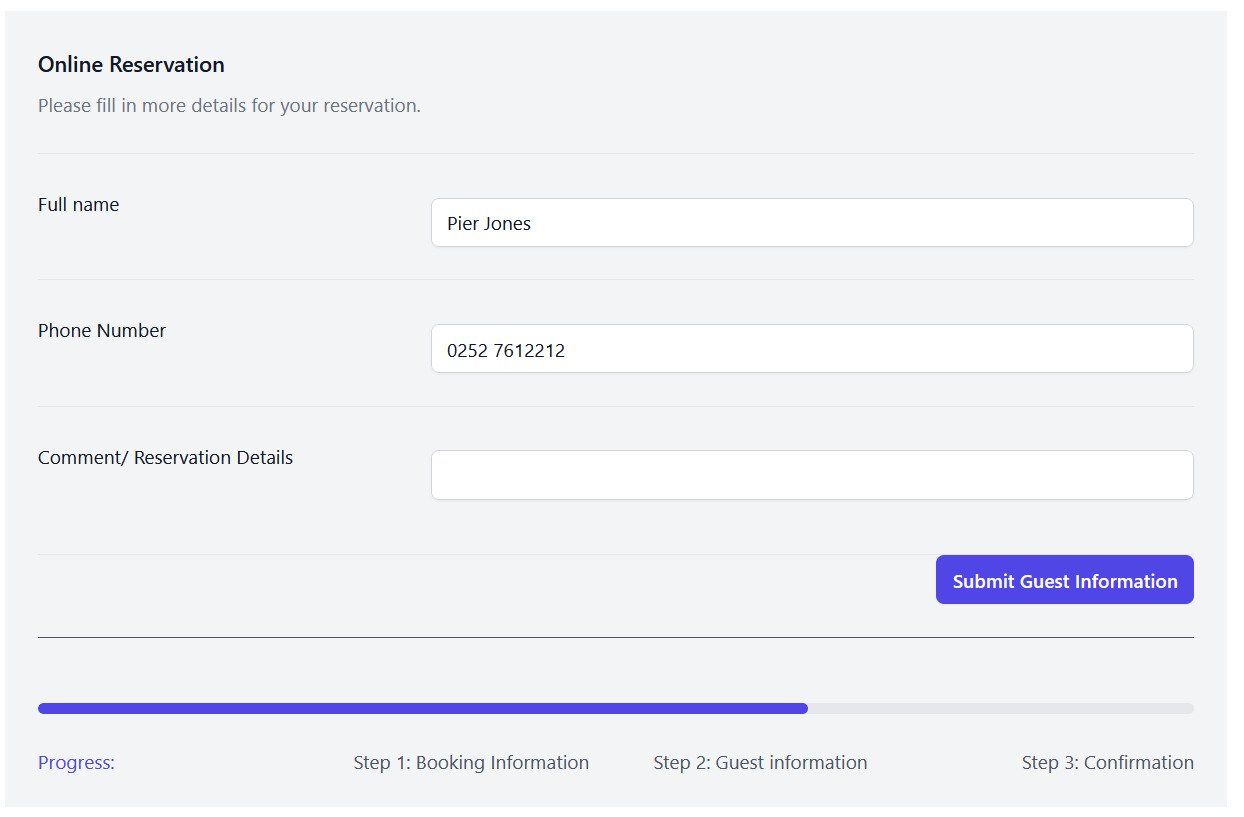 Online Reservation
Please fill in more details for your reservation.
Full name
Pier Jones
Phone Number
0252 7612212
Comment/ Reservation Details
Submit Guest Information
Progress: Step 1: Booking Information Step 2: Guest information Step 3: Confirmation